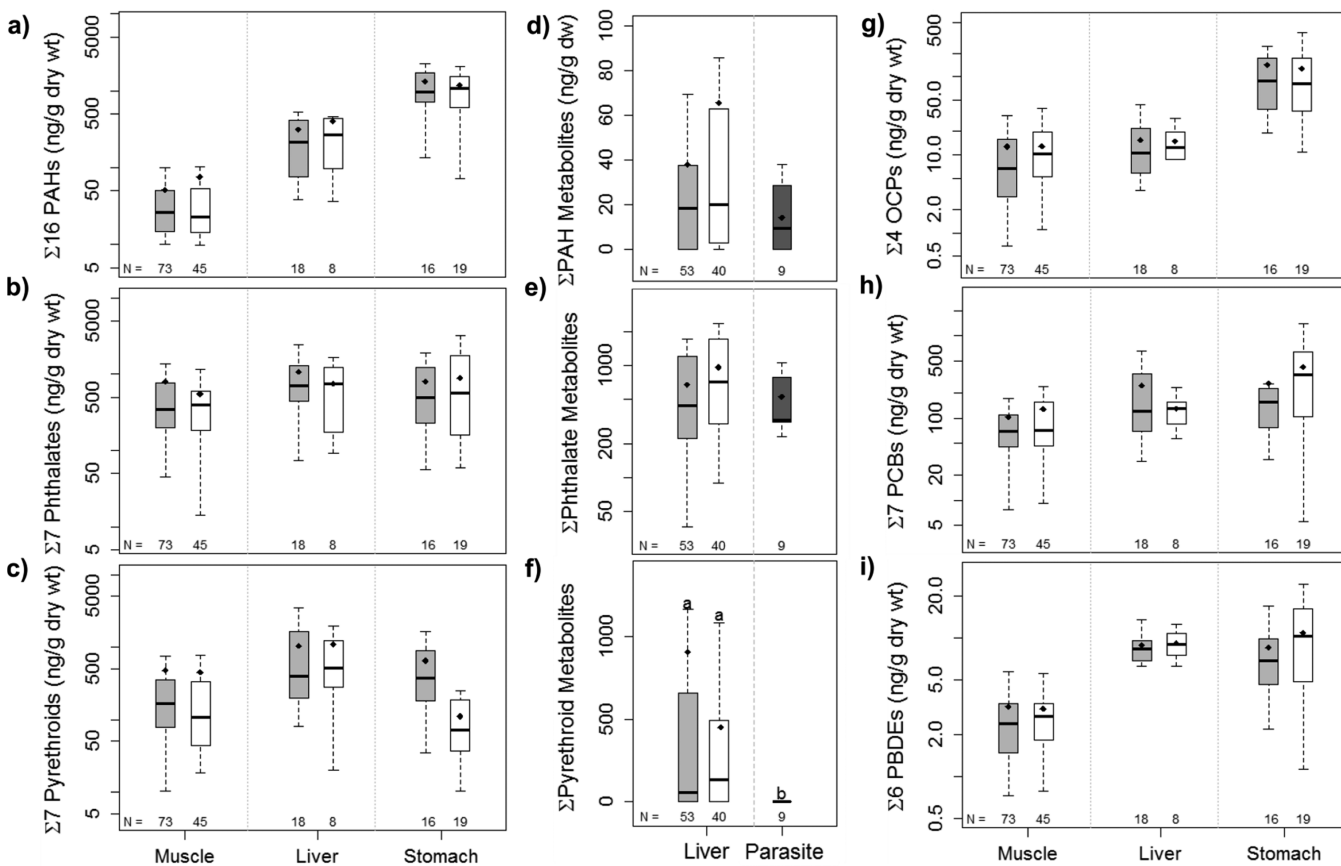 a)
Σ16 PAHs (ng/g dry wt)
5000
500
50
5
N = 73 45 18 8 16 19
b)
Σ7 Phthalates (ng/g dry wt)
5000
500
50
5
N = 73 45 18 8 16 19
c)
Σ7 Pyrethroids (ng/g dry wt)
5000
500
50
5
N = 73 45 18 8 16 19
Muscle Liver Stomach
d)
ΣPAH Metabolites (ng/g dw)
100
80
60
40
20
0
N = 53 40 9
e)
ΣPhthalate Metabolites
1000
200
50
N = 53 40 9
f)
ΣPyrethroid Metabolites
1000
500
0
a a
b
N = 53 40 9
Liver Parasite
g)
Σ4 OCPs (ng/g dry wt)
500
50.0
10.0
2.0
0.5
N = 73 45 18 8 16 19
h)
Σ7 PCBs (ng/g dry wt)
500
100
20
5
N = 73 45 18 8 16 19
i)
Σ6 PBDEs (ng/g dry wt)
20.0
5.0
2.0
0.5
N = 73 45 18 8 16 19
Muscle Liver Stomach